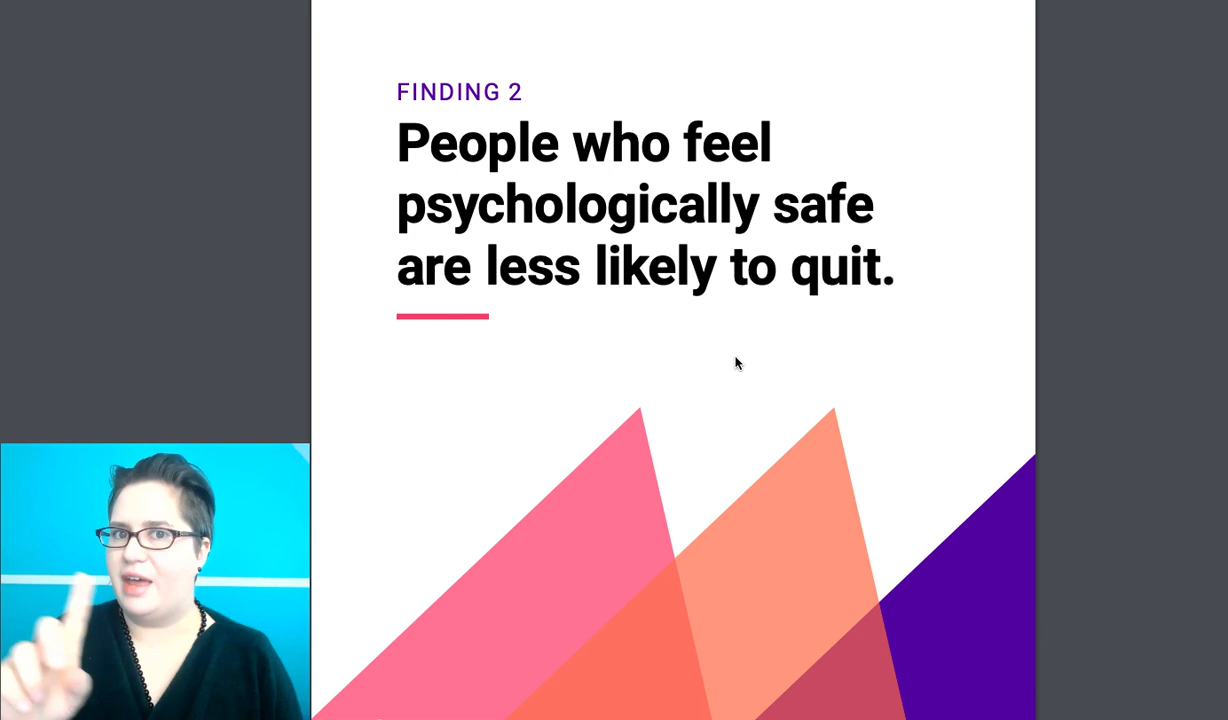 FINDING 2
People who feel
psychologically safe
are less likely to quit.